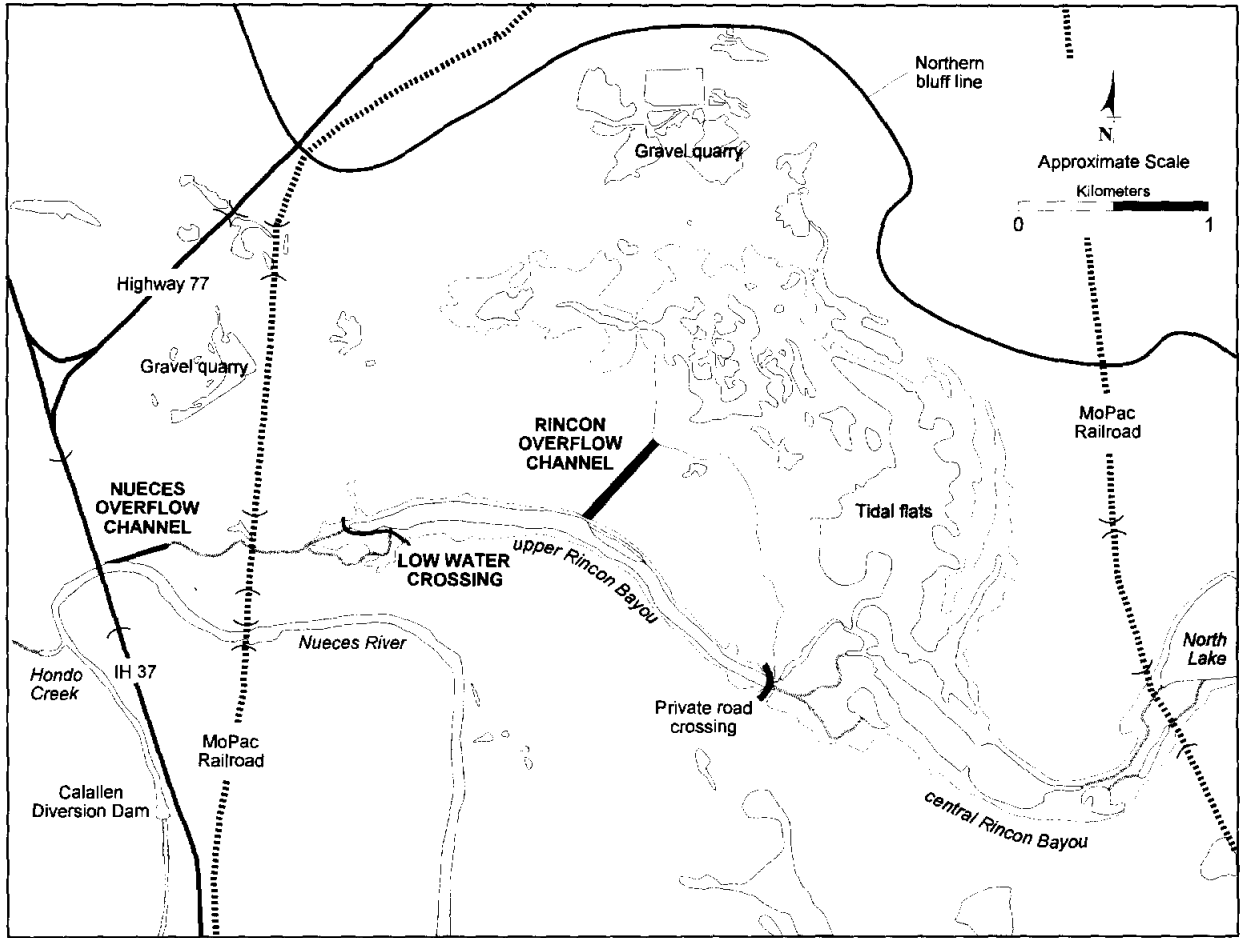 Northern
bluff line
N
Approximate Scale
Kilometers
0 1
Gravel quarry
Highway 77
Gravel quarry
MoPac
Railroad
RINCON
OVERFLOW
CHANNEL
NUECES
OVERFLOW
CHANNEL
Tidal flats
LOW WATER
CROSSING
upper Rincon Bayou
Nueces River
North
Lake
Hondo
Creek
IH 37
Private road
crossing
MoPac
Railroad
Calallen
Diversion Dam
central Rincon Bayou